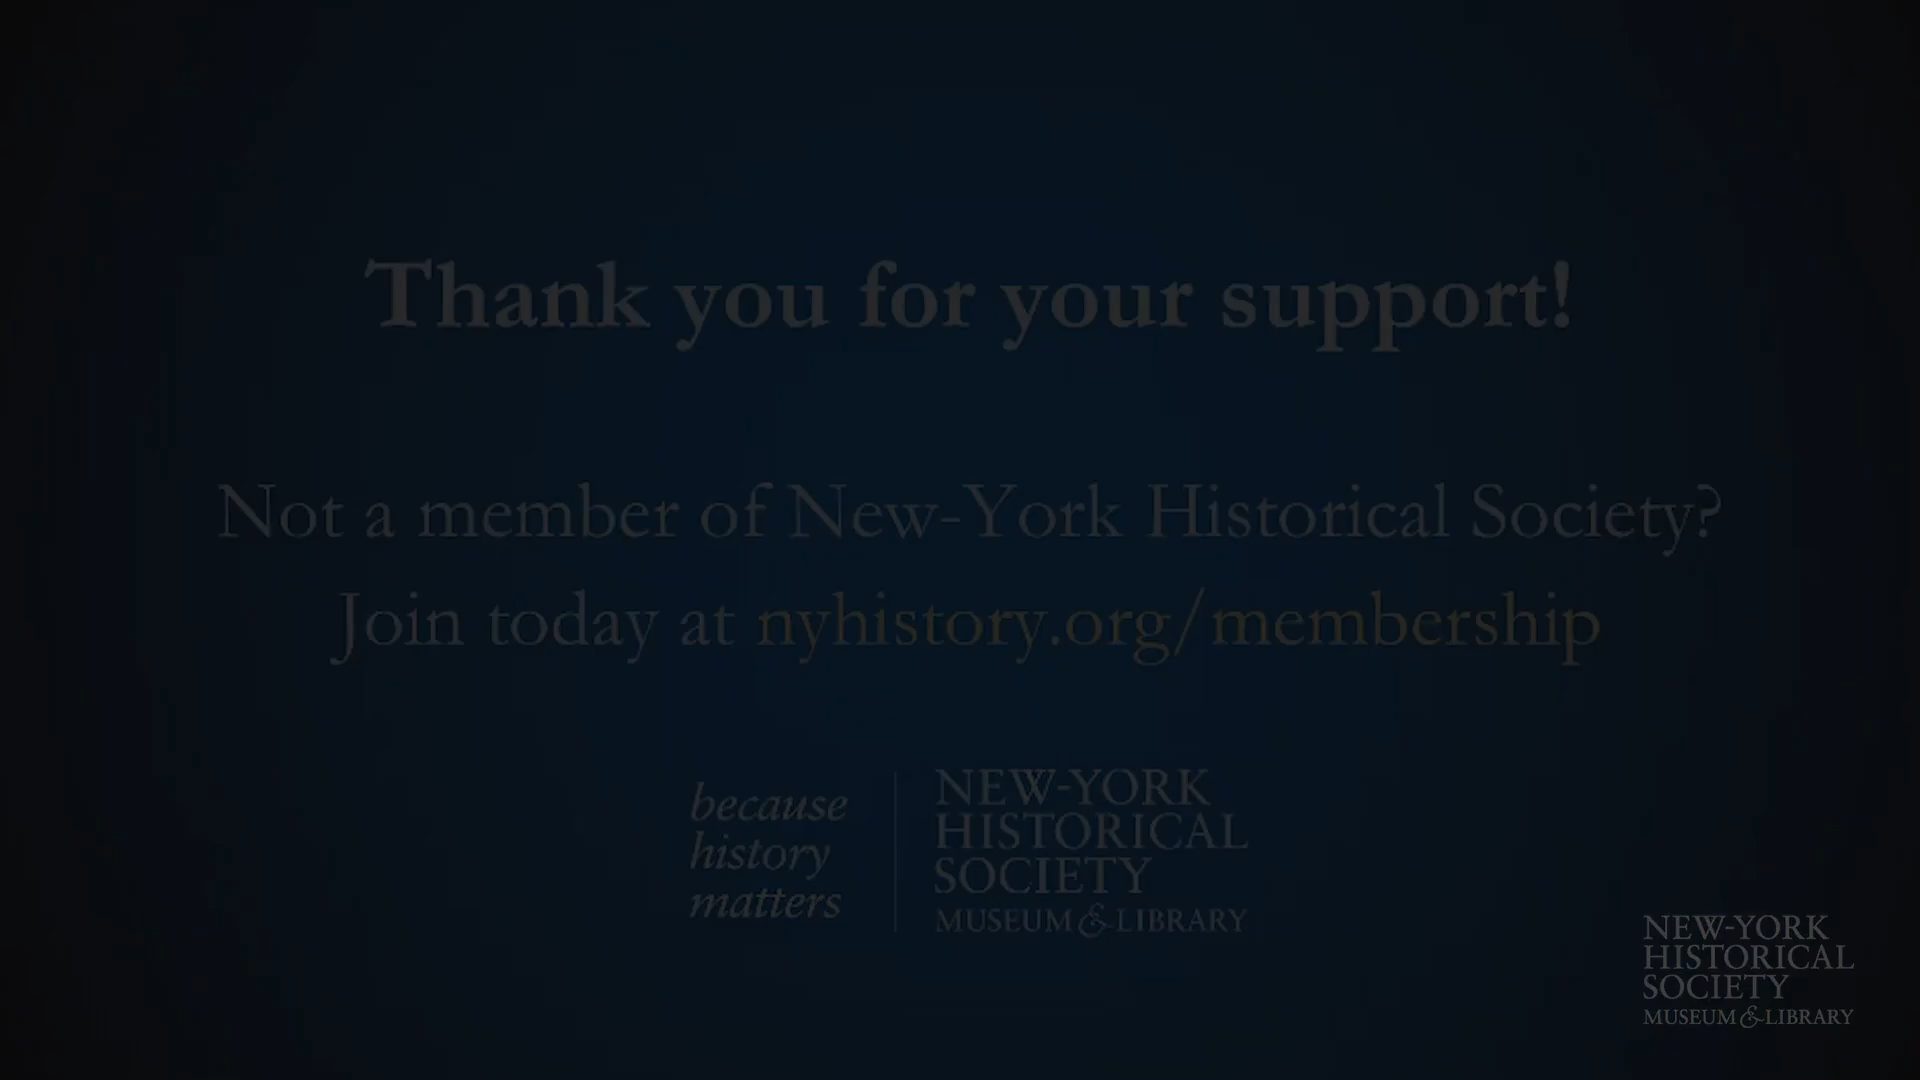 Thank you for your support!
Not a member of New-York Historical Society?
Join today at nyhistory.org/membership
because
history
matters
NEW-YORK
HISTORICAL
SOCIETY
MUSEUM & LIBRARY
NEW-YORK
HISTORICAL
SOCIETY
MUSEUM & LIBRARY